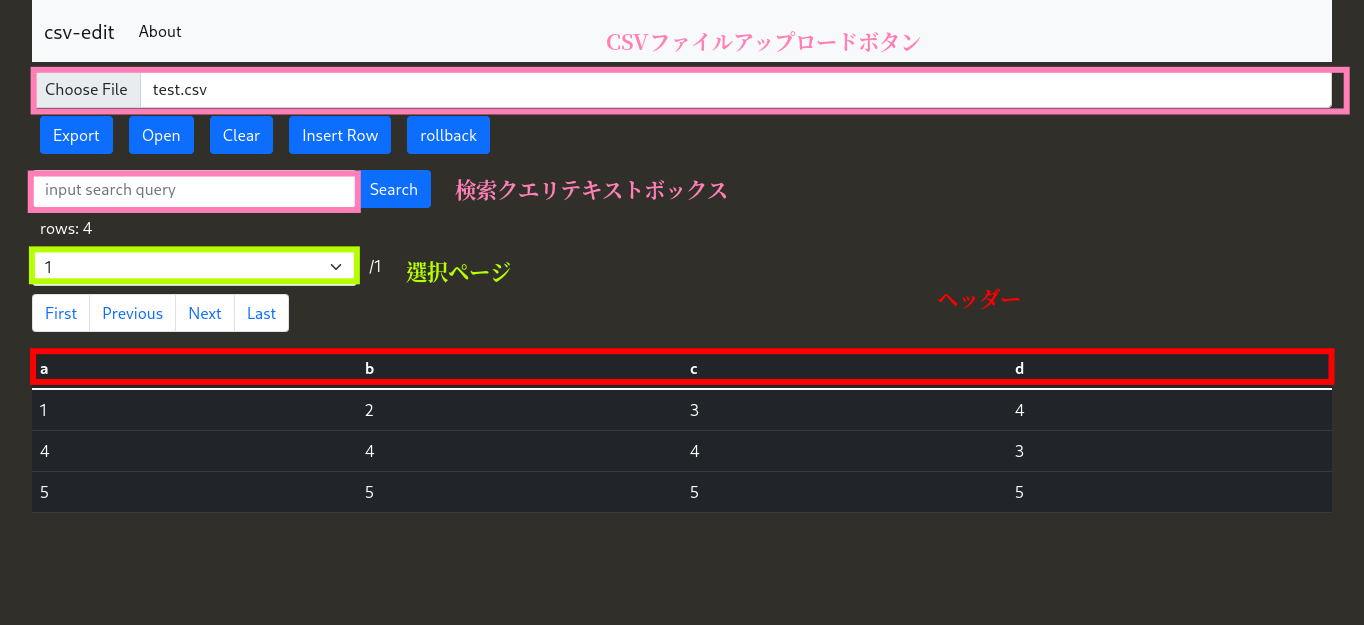 csv-edit About
CSVファイルアップロードボタン
Choose File test.csv
Export Open Clear Insert Row rollback
input search query Search 検索クエリテキストボックス
rows: 4
1 /1 選択ページ
ヘッダー
First Previous Next Last
a b c d
1 2 3 4
4 4 4 3
5 5 5 5